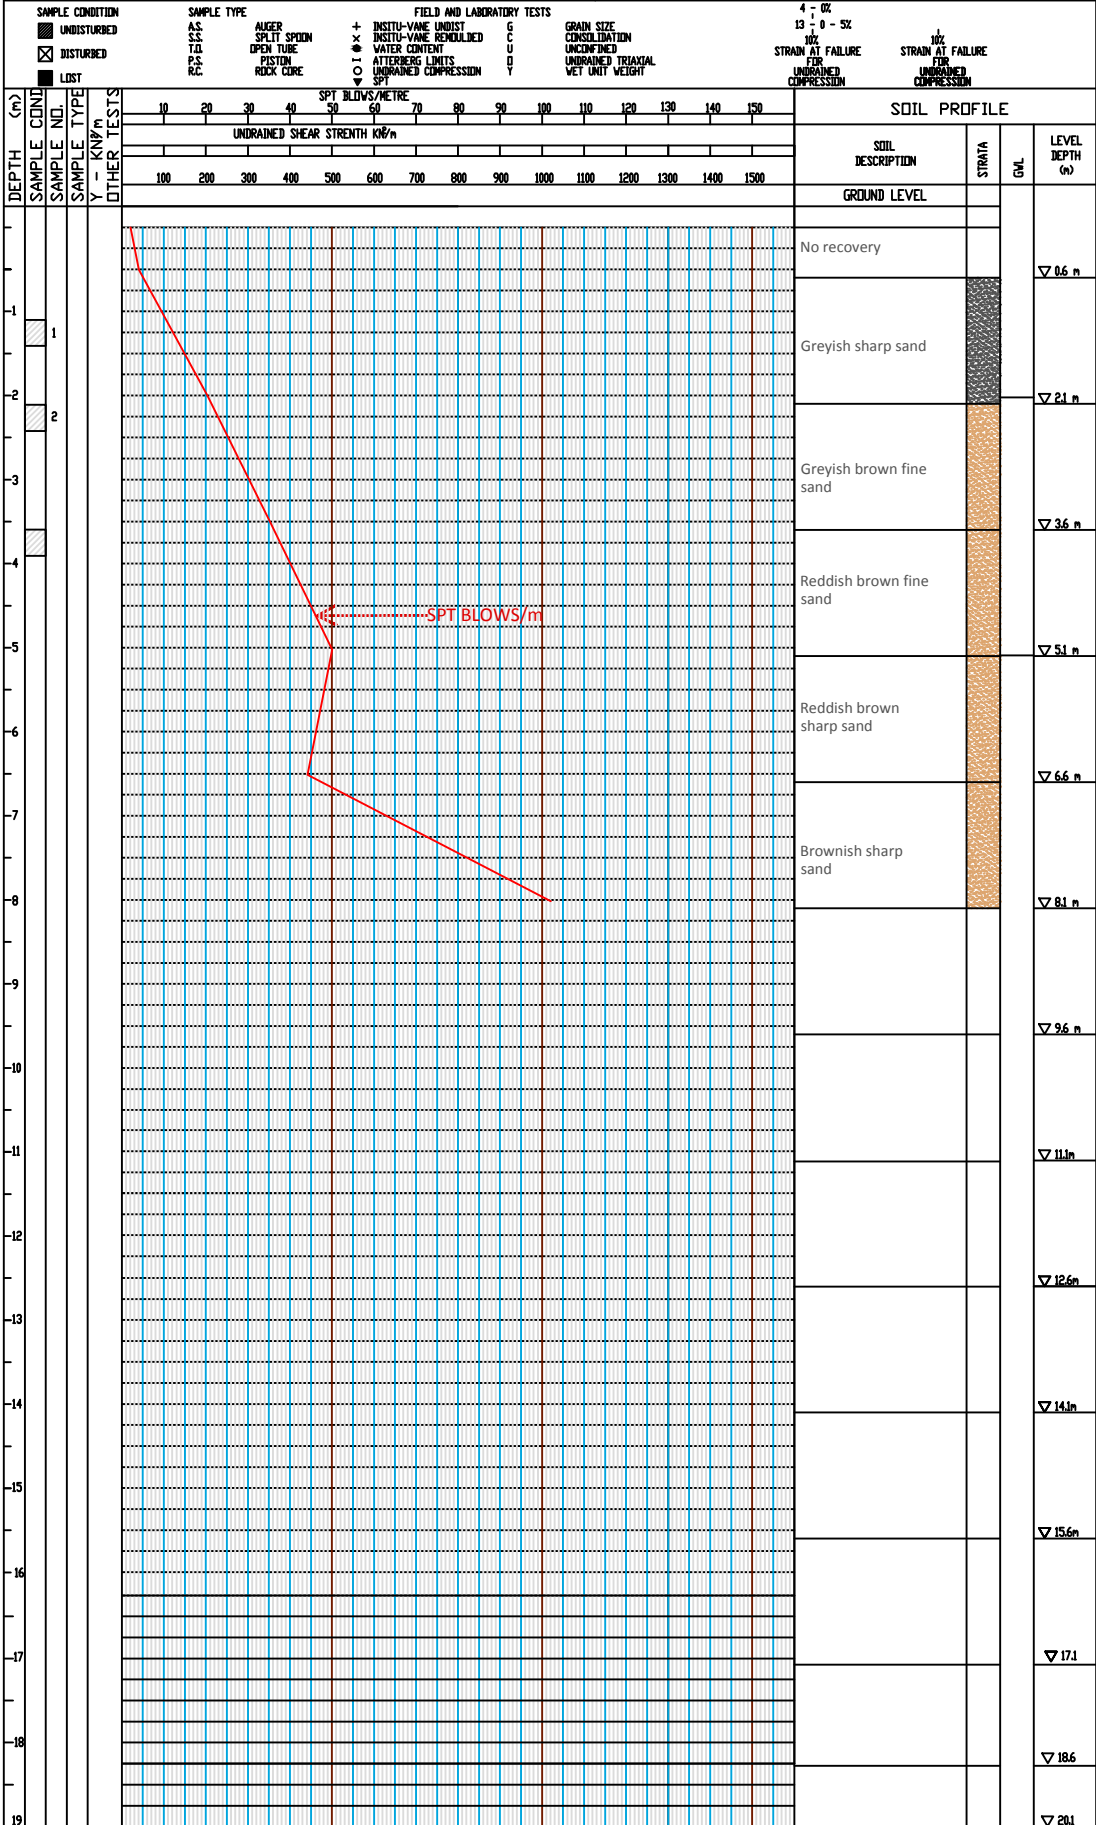 SAMPLE CONDITION
UNDISTURBED
DISTURBED
LOST
SAMPLE TYPE
A.S. AUGER
S.S. SPLIT SPOON
T.O. OPEN TUBE
P.S. PISTON
R.C. ROCK CORE
FIELD AND LABORATORY TESTS
+ INSITU-VANE UNDIST G GRAIN SIZE
× INSITU-VANE REMOULDED C CONSOLIDATION
WATER CONTENT U UNCONFINED
I ATTERBERG LIMITS D UNDRAINED TRIAXIAL
O UNDRAINED COMPRESSION Y WET UNIT WEIGHT
▼ SPT
4 - 0%
13 - 0 - 5%
10%
STRAIN AT FAILURE
FOR
UNDRAINED
COMPRESSION
10%
STRAIN AT FAILURE
FOR
UNDRAINED
COMPRESSION
DEPTH (m)
SAMPLE COND
SAMPLE NO.
SAMPLE TYPE
Y - KN/m
OTHER TESTS
SPT BLOWS/METRE
10 20 30 40 50 60 70 80 90 100 110 120 130 140 150
UNDRAINED SHEAR STRENTH KN/m
100 200 300 400 500 600 700 800 900 1000 1100 1200 1300 1400 1500
SOIL PROFILE
SOIL
DESCRIPTION
STRATA
GWL
LEVEL
DEPTH
(m)
GROUND LEVEL
No recovery
▽ 0.6 m
1
1
Greyish sharp sand
2
▽ 2.1 m
2
Greyish brown fine
sand
3
▽ 3.6 m
4
Reddish brown fine
sand
SPT BLOWS/m
5
▽ 5.1 m
Reddish brown
sharp sand
6
▽ 6.6 m
7
Brownish sharp
sand
8
▽ 8.1 m
9
▽ 9.6 m
10
11
▽ 11.1m
12
▽ 12.6m
13
14
▽ 14.1m
15
▽ 15.6m
16
17
▽ 17.1
18
▽ 18.6
19
▽ 20.1